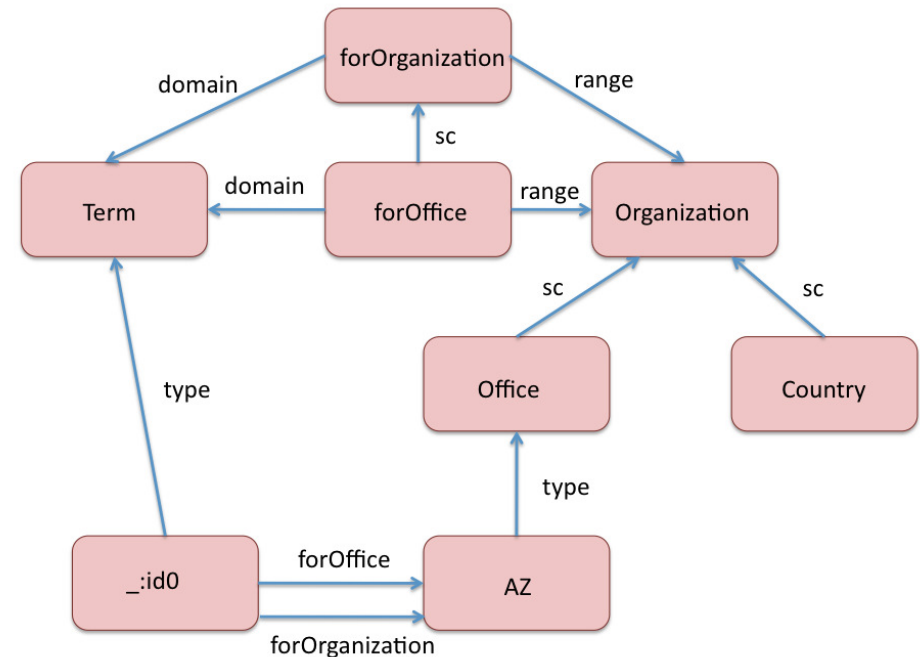 forOrganization
domain
range
sc
Term
domain
forOffice
range
Organization
sc
sc
Office
Country
type
type
_:id0
forOffice
AZ
forOrganization